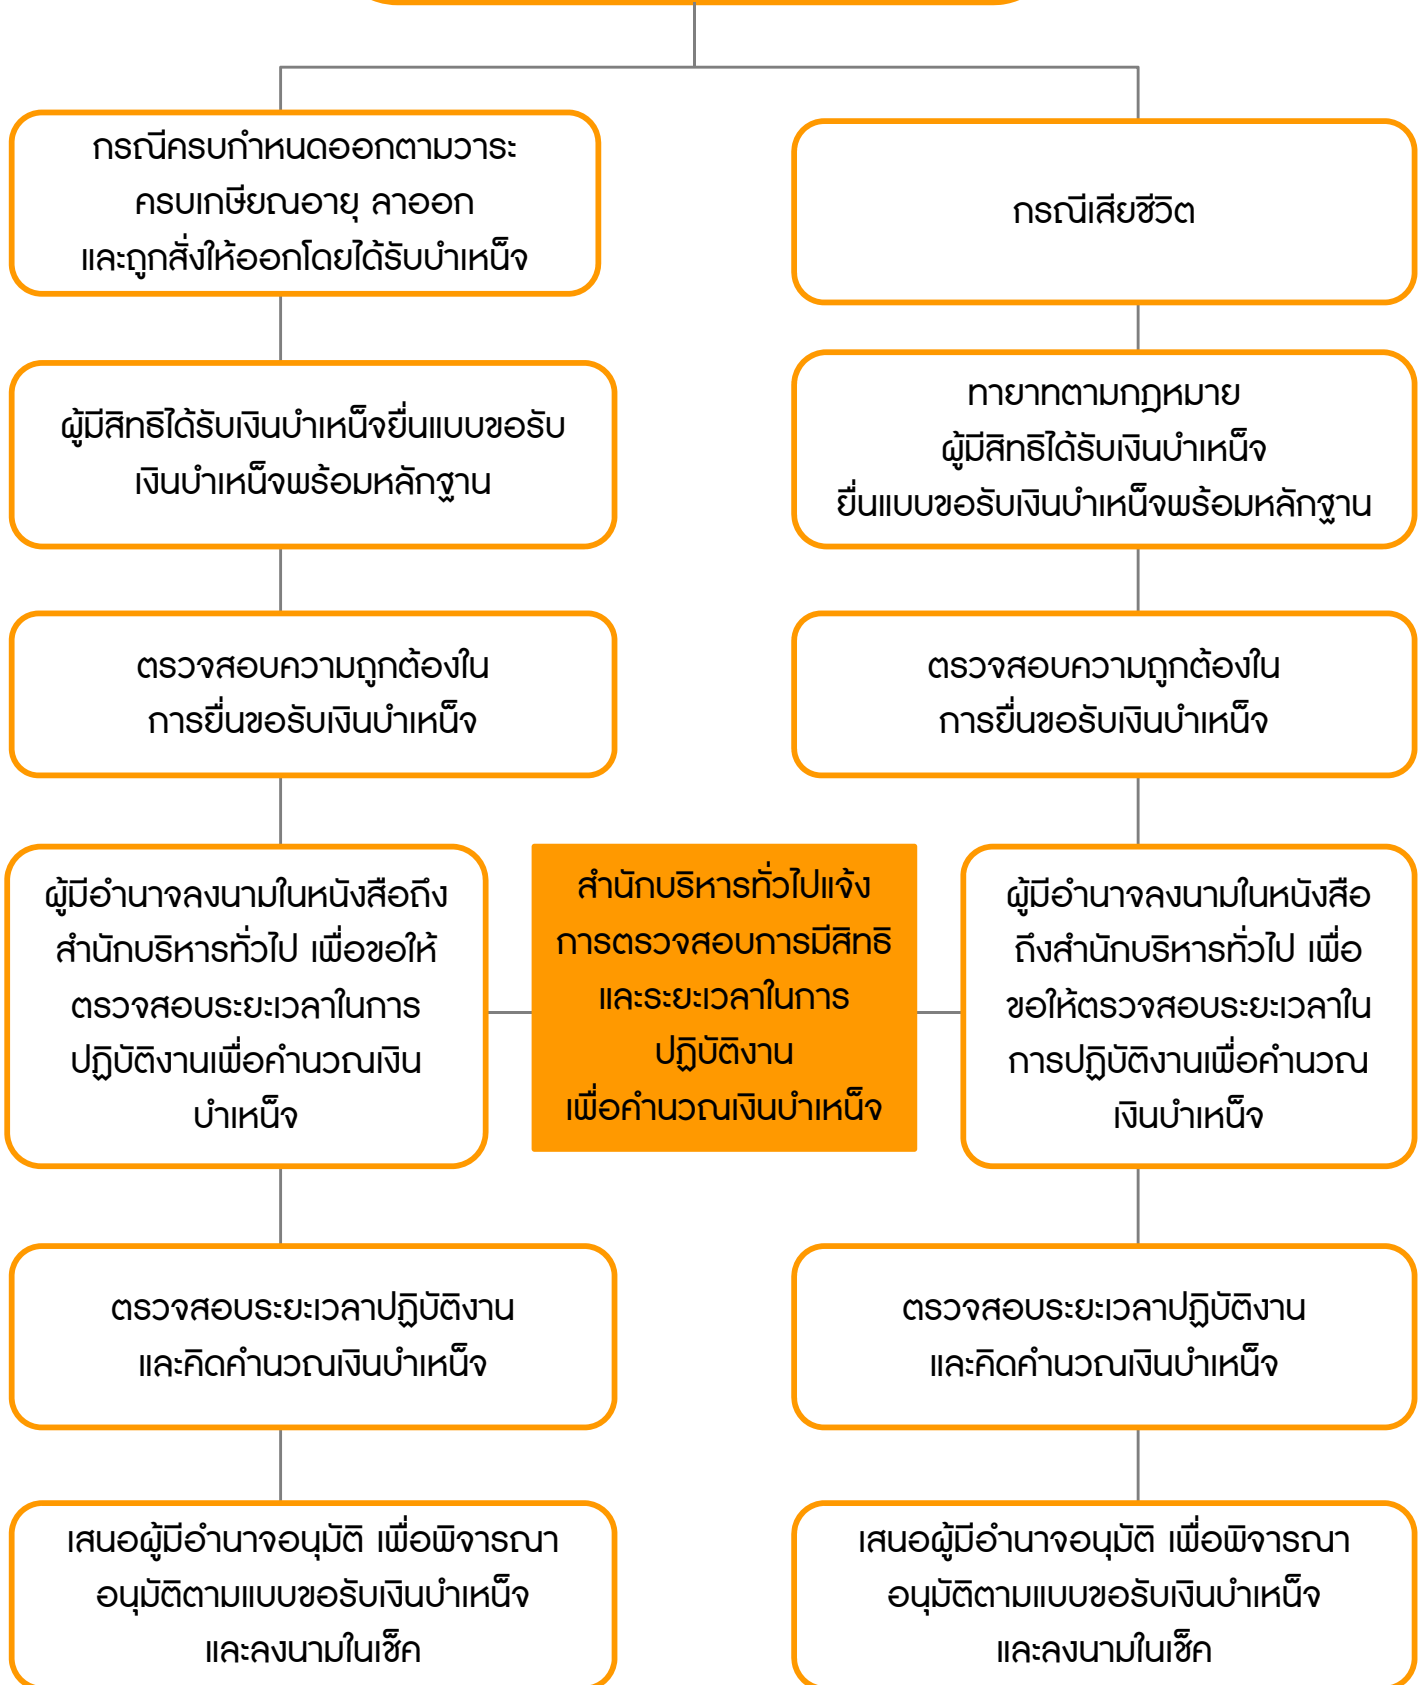 กรณีครบกำหนดออกตามวาระ
ครบเกษียณอายุ ลาออก
และถูกสั่งให้ออกโดยได้รับบำเหน็จ
กรณีเสียชีวิต
ผู้มีสิทธิได้รับเงินบำเหน็จยื่นแบบขอรับ
เงินบำเหน็จพร้อมหลักฐาน
ทายาทตามกฎหมาย
ผู้มีสิทธิได้รับเงินบำเหน็จ
ยื่นแบบขอรับเงินบำเหน็จพร้อมหลักฐาน
ตรวจสอบความถูกต้องใน
การยื่นขอรับเงินบำเหน็จ
ตรวจสอบความถูกต้องใน
การยื่นขอรับเงินบำเหน็จ
ผู้มีอำนาจลงนามในหนังสือถึง
สำนักบริหารทั่วไป เพื่อขอให้
ตรวจสอบระยะเวลาในการ
ปฏิบัติงานเพื่อคำนวณเงิน
บำเหน็จ
สำนักบริหารทั่วไปแจ้ง
การตรวจสอบการมีสิทธิ
และระยะเวลาในการ
ปฏิบัติงาน
เพื่อคำนวณเงินบำเหน็จ
ผู้มีอำนาจลงนามในหนังสือ
ถึงสำนักบริหารทั่วไป เพื่อ
ขอให้ตรวจสอบระยะเวลาใน
การปฏิบัติงานเพื่อคำนวณ
เงินบำเหน็จ
ตรวจสอบระยะเวลาปฏิบัติงาน
และคิดคำนวณเงินบำเหน็จ
ตรวจสอบระยะเวลาปฏิบัติงาน
และคิดคำนวณเงินบำเหน็จ
เสนอผู้มีอำนาจอนุมัติ เพื่อพิจารณา
อนุมัติตามแบบขอรับเงินบำเหน็จ
และลงนามในเช็ค
เสนอผู้มีอำนาจอนุมัติ เพื่อพิจารณา
อนุมัติตามแบบขอรับเงินบำเหน็จ
และลงนามในเช็ค